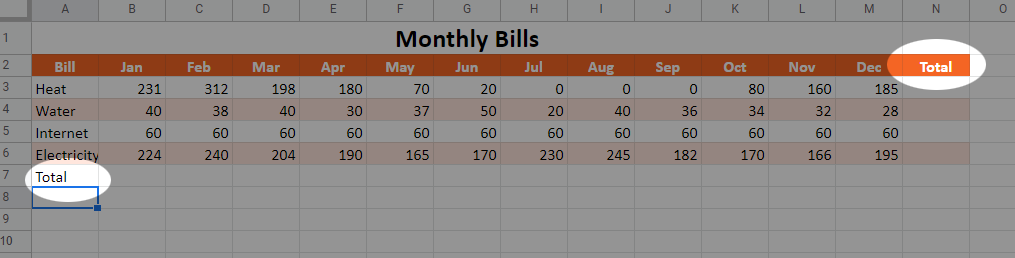 A B C D E F G H I J K L M N O
1 Monthly Bills
2 Bill Jan Feb Mar Apr May Jun Jul Aug Sep Oct Nov Dec Total
3 Heat 231 312 198 180 70 20 0 0 0 80 160 185
4 Water 40 38 40 30 37 50 20 40 36 34 32 28
5 Internet 60 60 60 60 60 60 60 60 60 60 60 60
6 Electricity 224 240 204 190 165 170 230 245 182 170 166 195
7 Total
8
9
10